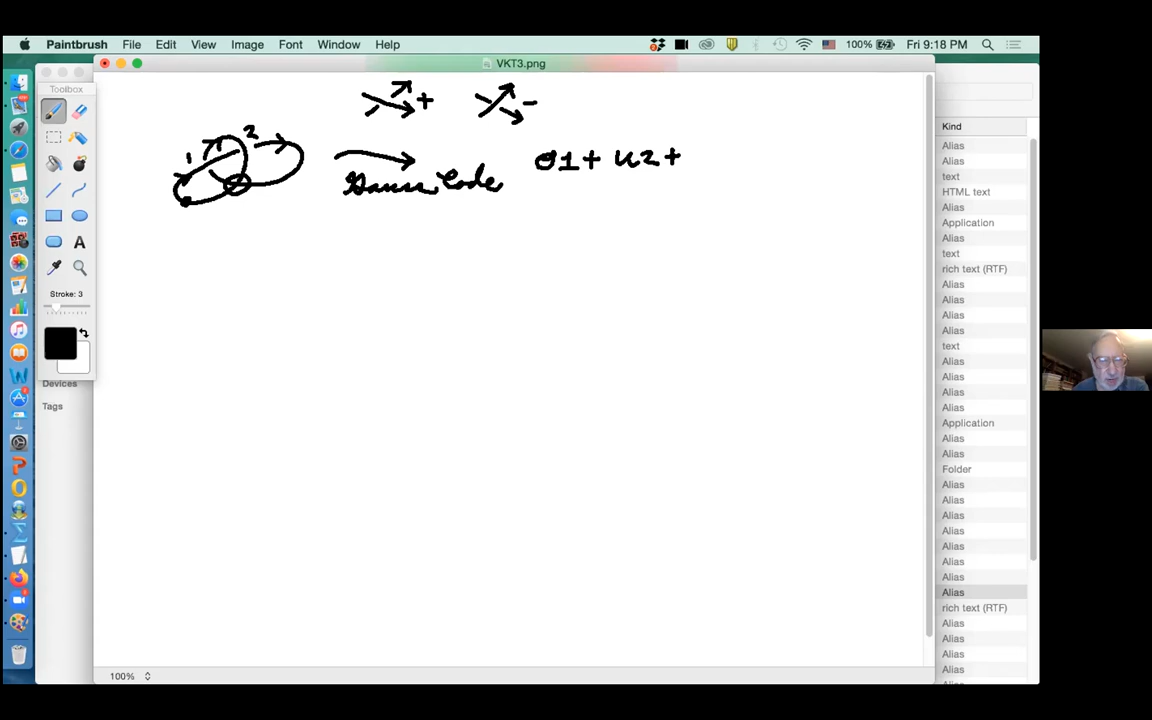 Paintbrush File Edit View Image Font Window Help 100% Fri 9:18 PM
VKT3.png
Toolbox
Kind
+ -
1 2
O1+ U2+
Gauss Code
Alias
Alias
text
HTML text
Alias
Application
Alias
text
rich text (RTF)
Alias
Alias
Alias
Alias
text
Alias
Alias
Alias
Alias
Application
Alias
Alias
Folder
Alias
Alias
Alias
Alias
Alias
Alias
Alias
Alias
rich text (RTF)
Alias
Alias
Alias
Alias
Stroke: 3
Devices
Tags
100%